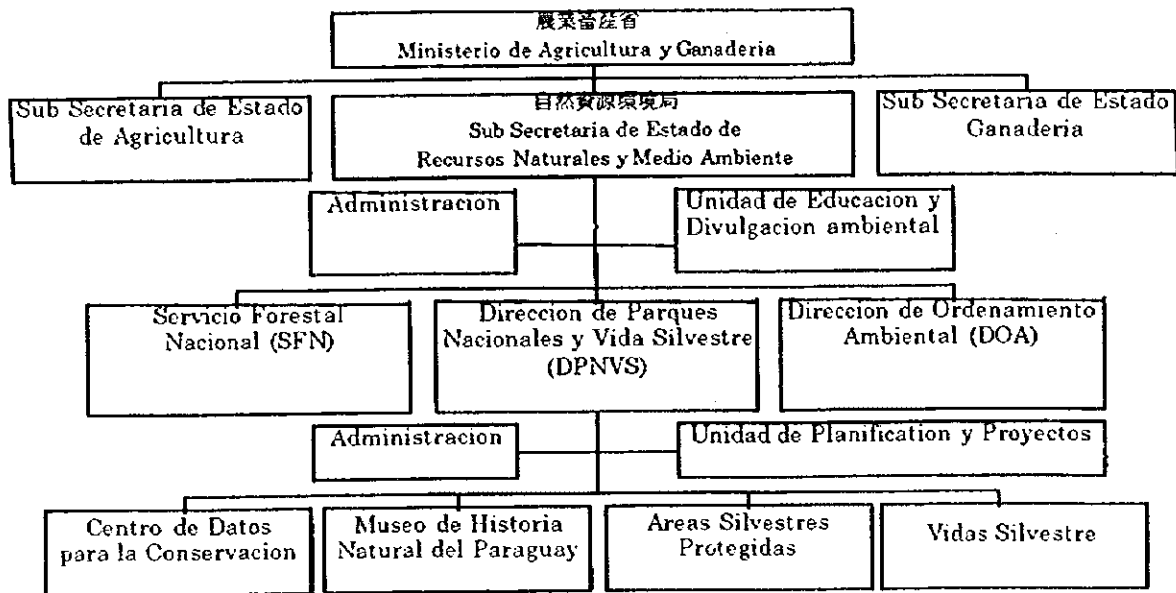 農業畜産省
Ministerio de Agricultura y Ganaderia
Sub Secretaria de Estado
de Agricultura
自然資源環境局
Sub Secretaria de Estado de
Recursos Naturales y Medio Ambiente
Sub Secretaria de Estado
Ganaderia
Administracion
Unidad de Educacion y
Divulgacion ambiental
Servicio Forestal
Nacional (SFN)
Direccion de Parques
Nacionales y Vida Silvestre
(DPNVS)
Direccion de Ordenamiento
Ambiental (DOA)
Administracion
Unidad de Planification y Proyectos
Centro de Datos
para la Conservacion
Museo de Historia
Natural del Paraguay
Areas Silvestres
Protegidas
Vidas Silvestre